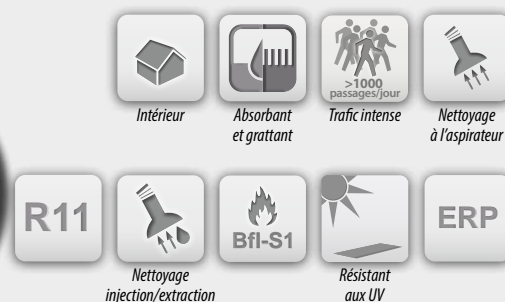 >1000
passages/jour
Intérieur
Absorbant
et grattant
Trafic intense
Nettoyage
à l'aspirateur
R11
Bfl-S1
ERP
Nettoyage
injection/extraction
Résistant
aux UV